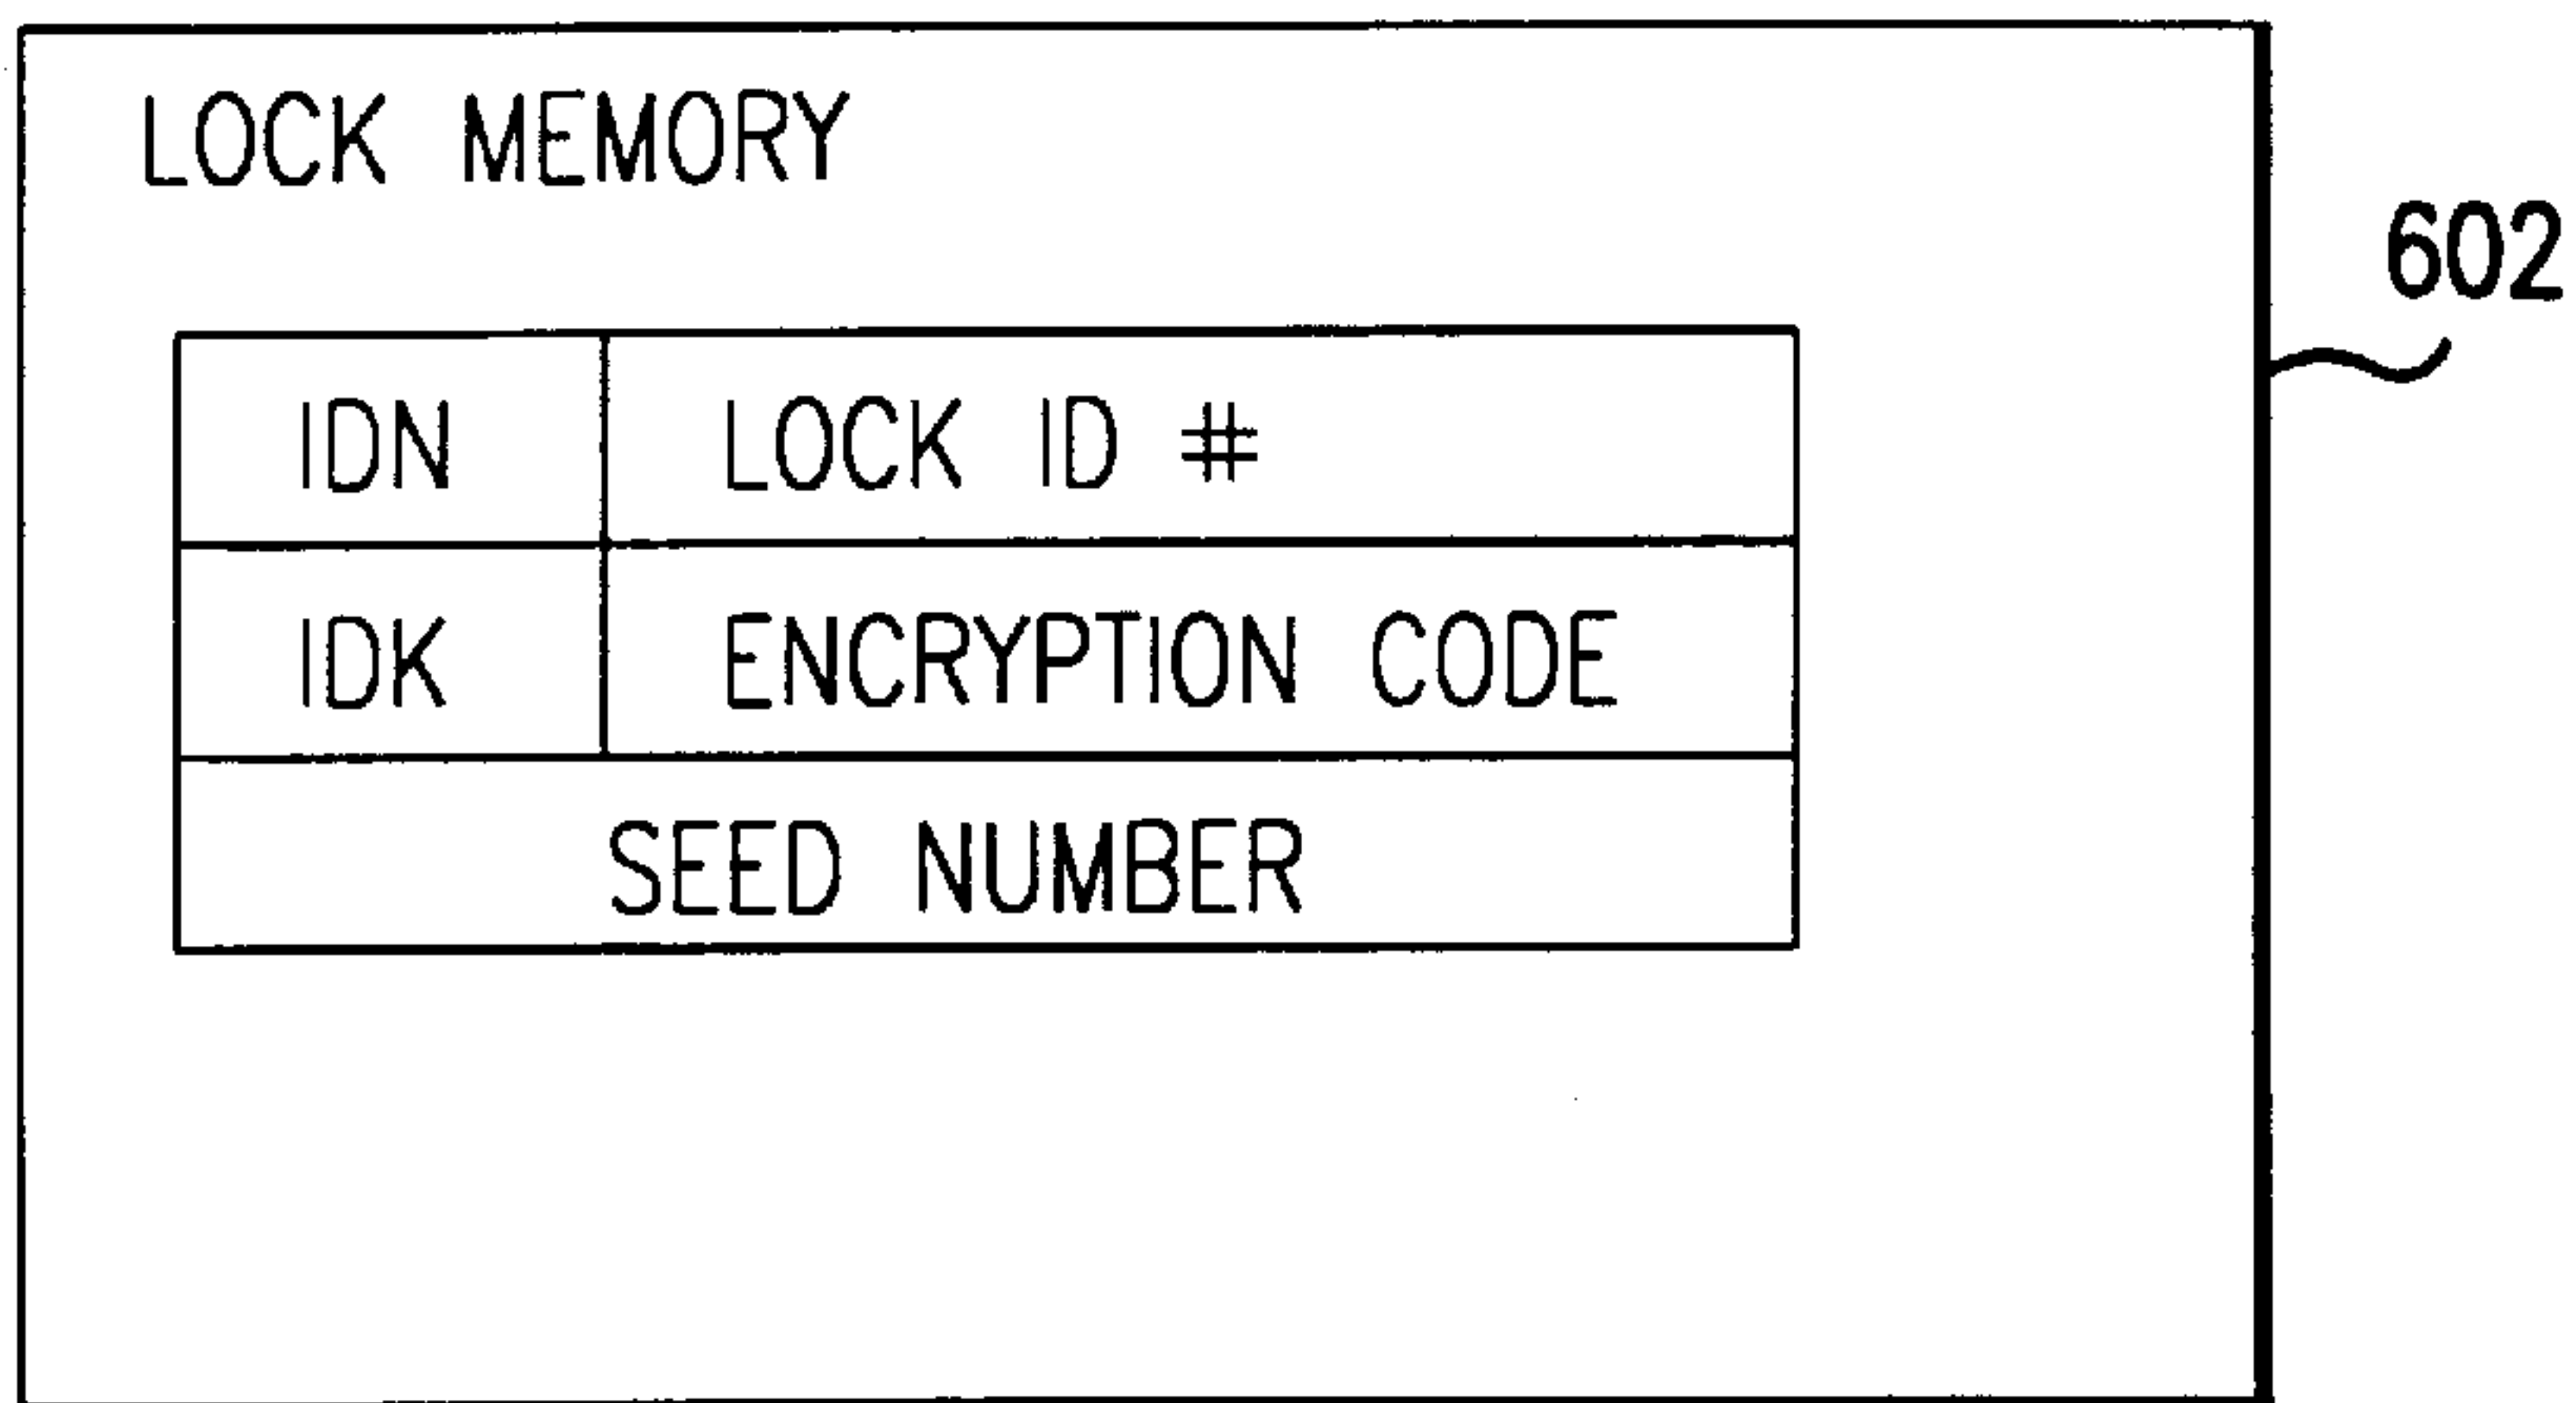 LOCK MEMORY
602
IDN LOCK ID #
IDK ENCRYPTION CODE
SEED NUMBER